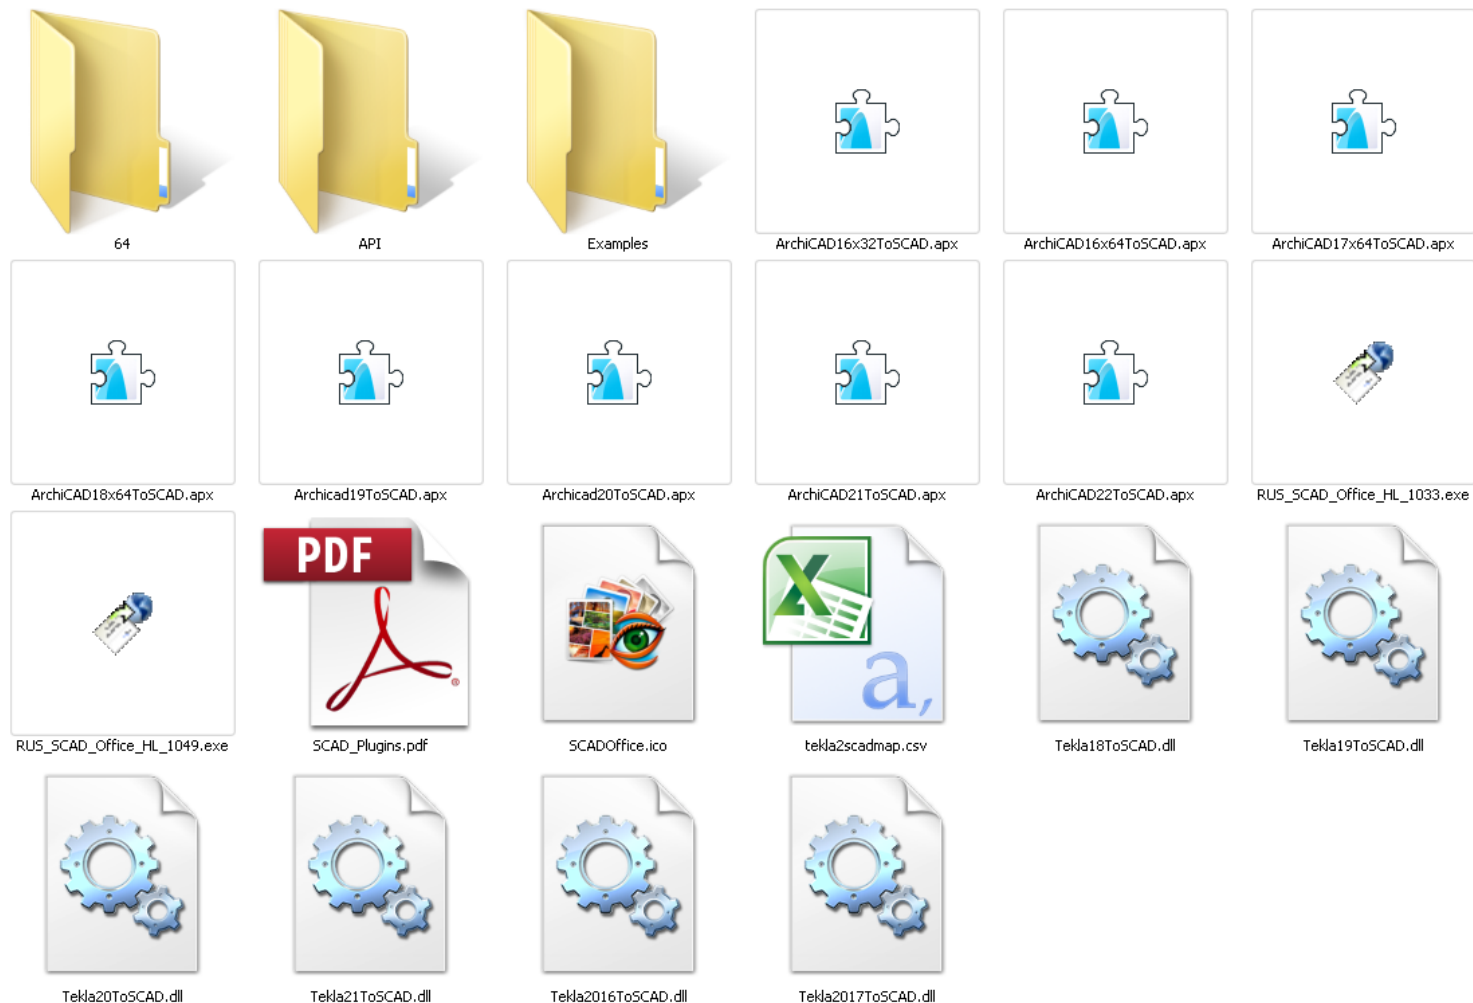 64
API
Examples
ArchiCAD16x32ToSCAD.apx
ArchiCAD16x64ToSCAD.apx
ArchiCAD17x64ToSCAD.apx
ArchiCAD18x64ToSCAD.apx
Archicad19ToSCAD.apx
Archicad20ToSCAD.apx
ArchiCAD21ToSCAD.apx
ArchiCAD22ToSCAD.apx
RUS_SCAD_Office_HL_1033.exe
PDF
a,
RUS_SCAD_Office_HL_1049.exe
SCAD_Plugins.pdf
SCADOffice.ico
tekla2scadmap.csv
Tekla18ToSCAD.dll
Tekla19ToSCAD.dll
Tekla20ToSCAD.dll
Tekla21ToSCAD.dll
Tekla2016ToSCAD.dll
Tekla2017ToSCAD.dll